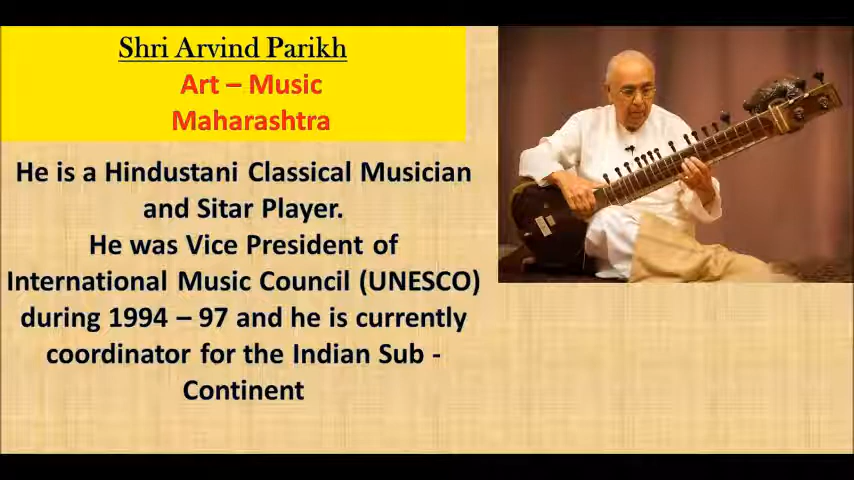 Shri Arvind Parikh
Art – Music
Maharashtra
He is a Hindustani Classical Musician
and Sitar Player.
He was Vice President of
International Music Council (UNESCO)
during 1994 – 97 and he is currently
coordinator for the Indian Sub -
Continent